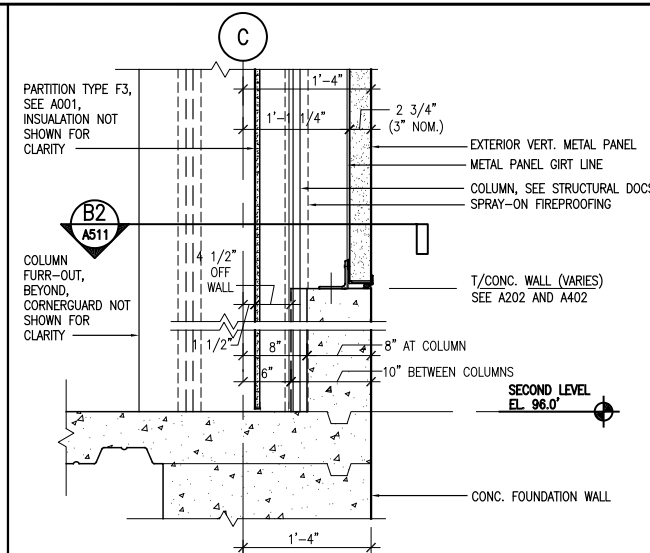 C
1'-4"
PARTITION TYPE F3,
SEE A001,
INSUALATION NOT
SHOWN FOR
CLARITY
1'-1 1/4"
2 3/4"
(3" NOM.)
EXTERIOR VERT. METAL PANEL
METAL PANEL GIRT LINE
COLUMN, SEE STRUCTURAL DOCS
SPRAY-ON FIREPROOFING
B2
A511
COLUMN
FURR-OUT,
BEYOND,
CORNERGUARD NOT
SHOWN FOR
CLARITY
4 1/2"
OFF
WALL
T/CONC. WALL (VARIES)
SEE A202 AND A402
1 1/2"
8"
8" AT COLUMN
6"
10" BETWEEN COLUMNS
SECOND LEVEL
EL. 96.0'
CONC. FOUNDATION WALL
1'-4"